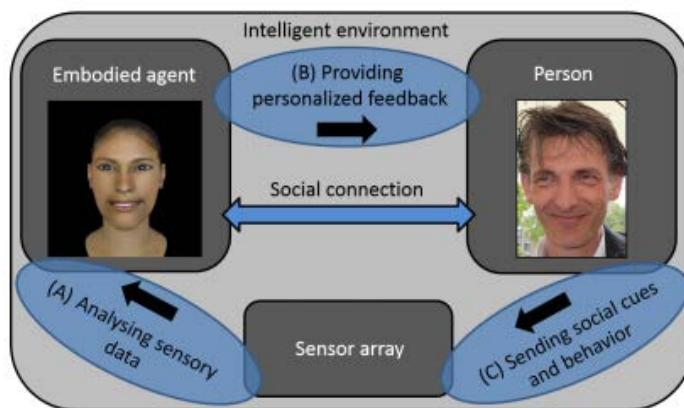 Intelligent environment
Embodied agent
(B) Providing
personalized feedback
Person
Social connection
(A) Analysing sensory
data
Sensor array
(C) Sending social cues
and behavior